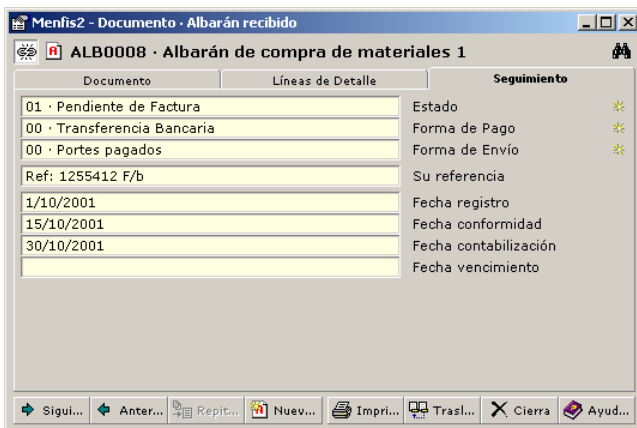 Menfis2 - Documento · Albarán recibido
ALB0008 · Albarán de compra de materiales 1
Documento
Líneas de Detalle
Seguimiento
01 · Pendiente de Factura Estado
00 · Transferencia Bancaria Forma de Pago
00 · Portes pagados Forma de Envío
Ref: 1255412 F/b Su referencia
1/10/2001 Fecha registro
15/10/2001 Fecha conformidad
30/10/2001 Fecha contabilización
Fecha vencimiento
Sigui... Anter... Repit... Nuev... Impri... Trasl... Cierra Ayud...